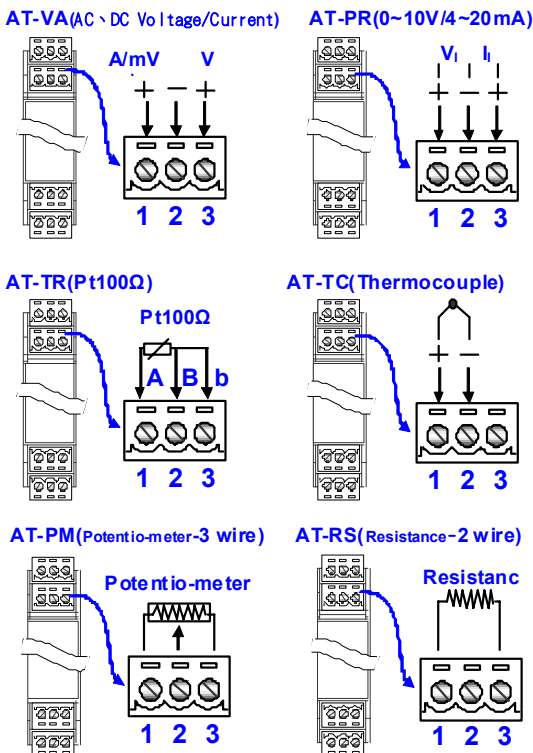 AT-VA(AC、DC Voltage/Current)
A/mV V
+ — +
1 2 3
AT-PR(0~10V/4~20mA)
VI II
+ + +
1 2 3
AT-TR(Pt100Ω)
Pt100Ω
A B b
1 2 3
AT-TC(Thermocouple)
+ —
1 2 3
AT-PM(Potentio-meter-3 wire)
Potentio-meter
1 2 3
AT-RS(Resistance-2 wire)
Resistanc
1 2 3